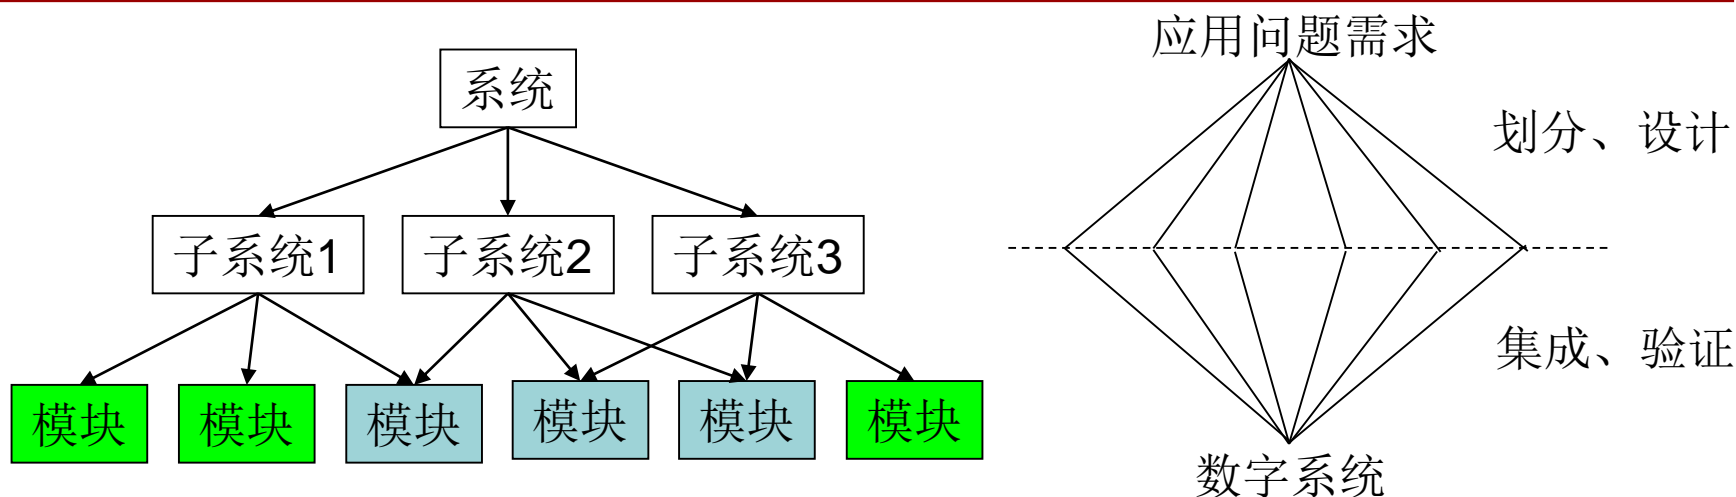 系统
子系统1
子系统2
子系统3
模块
模块
模块
模块
模块
模块
应用问题需求
划分、设计
集成、验证
数字系统